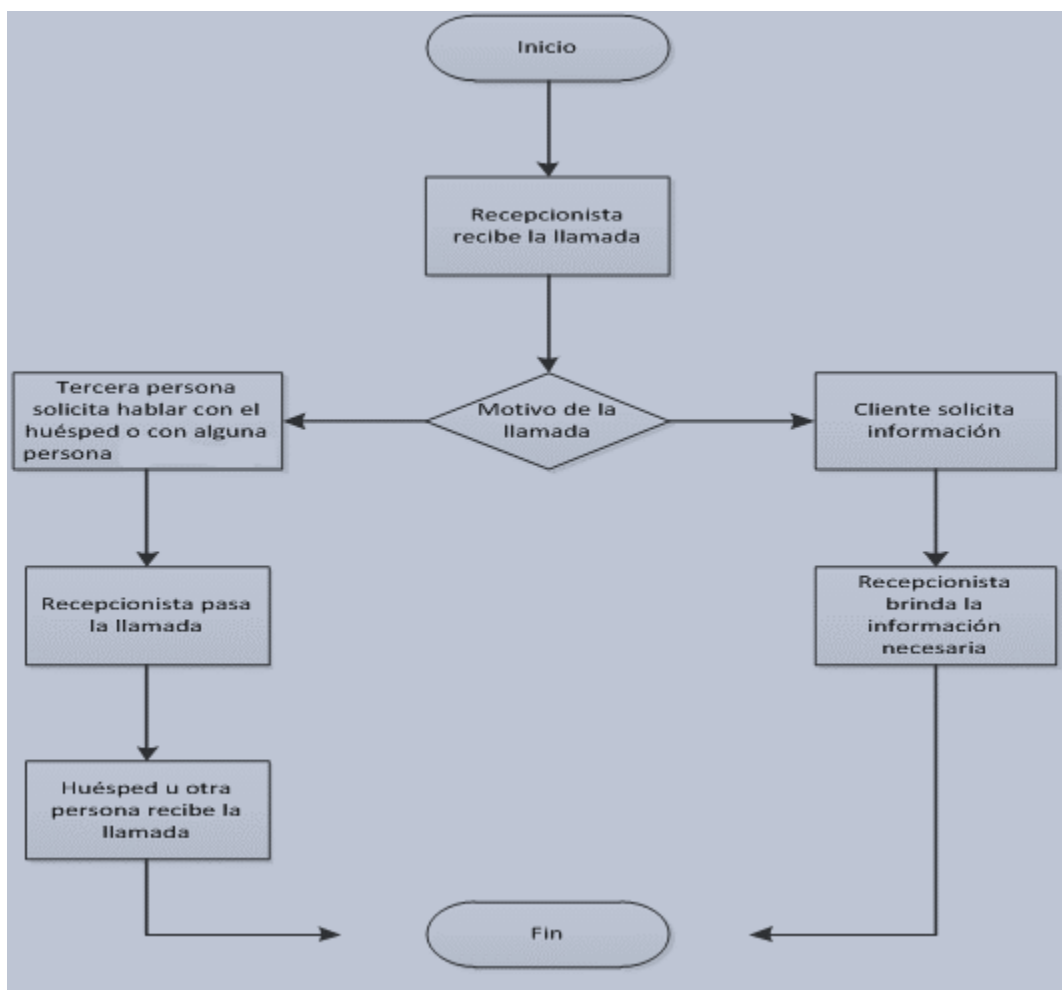 Inicio
Recepcionista
recibe la llamada
Tercera persona
solicita hablar con el
huésped o con alguna
persona
Motivo de la
llamada
Cliente solicita
información
Recepcionista pasa
la llamada
Recepcionista
brinda la
información
necesaria
Huésped u otra
persona recibe la
llamada
Fin